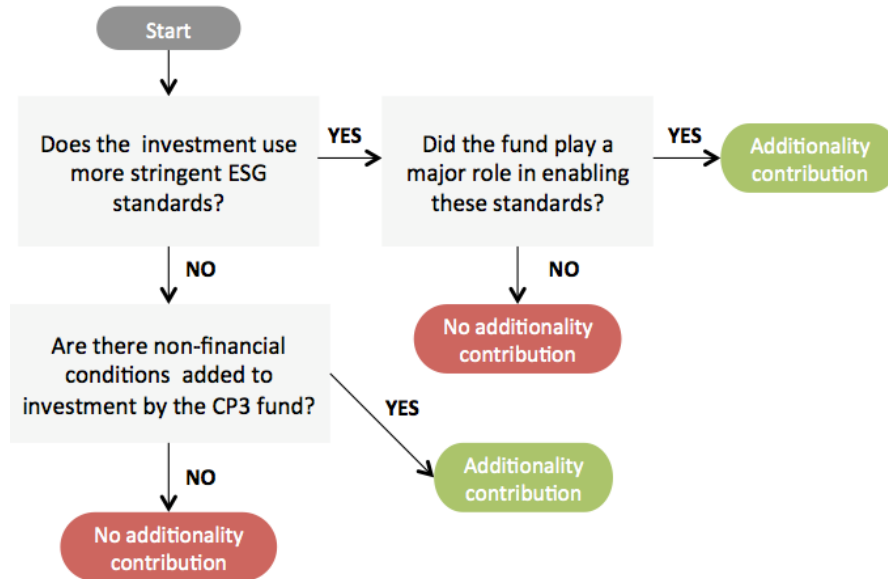 Start
Does the investment use
more stringent ESG
standards?
YES
Did the fund play a
major role in enabling
these standards?
YES
Additionality
contribution
NO
NO
No additionality
contribution
Are there non-financial
conditions added to
investment by the CP3 fund?
YES
Additionality
contribution
NO
No additionality
contribution